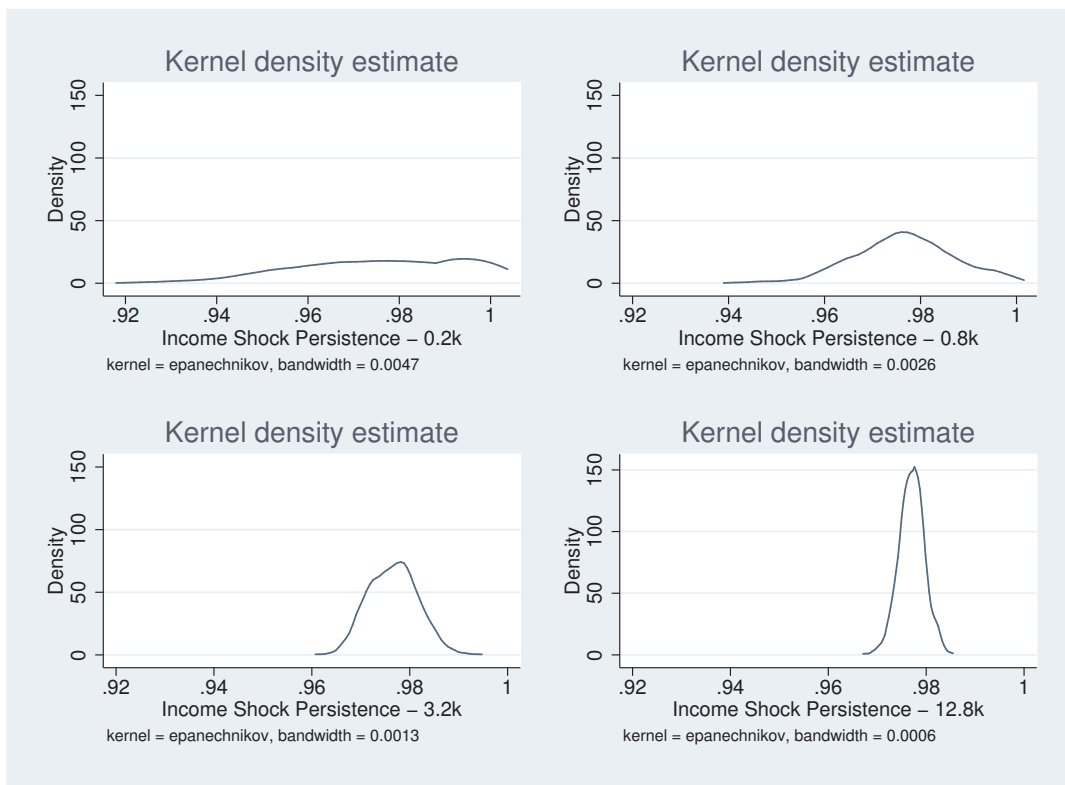 Kernel density estimate
150
100
50
0
Density
.92 .94 .96 .98 1
Income Shock Persistence – 0.2k
kernel = epanechnikov, bandwidth = 0.0047
Kernel density estimate
150
100
50
0
Density
.92 .94 .96 .98 1
Income Shock Persistence – 0.8k
kernel = epanechnikov, bandwidth = 0.0026
Kernel density estimate
150
100
50
0
Density
.92 .94 .96 .98 1
Income Shock Persistence – 3.2k
kernel = epanechnikov, bandwidth = 0.0013
Kernel density estimate
150
100
50
0
Density
.92 .94 .96 .98 1
Income Shock Persistence – 12.8k
kernel = epanechnikov, bandwidth = 0.0006